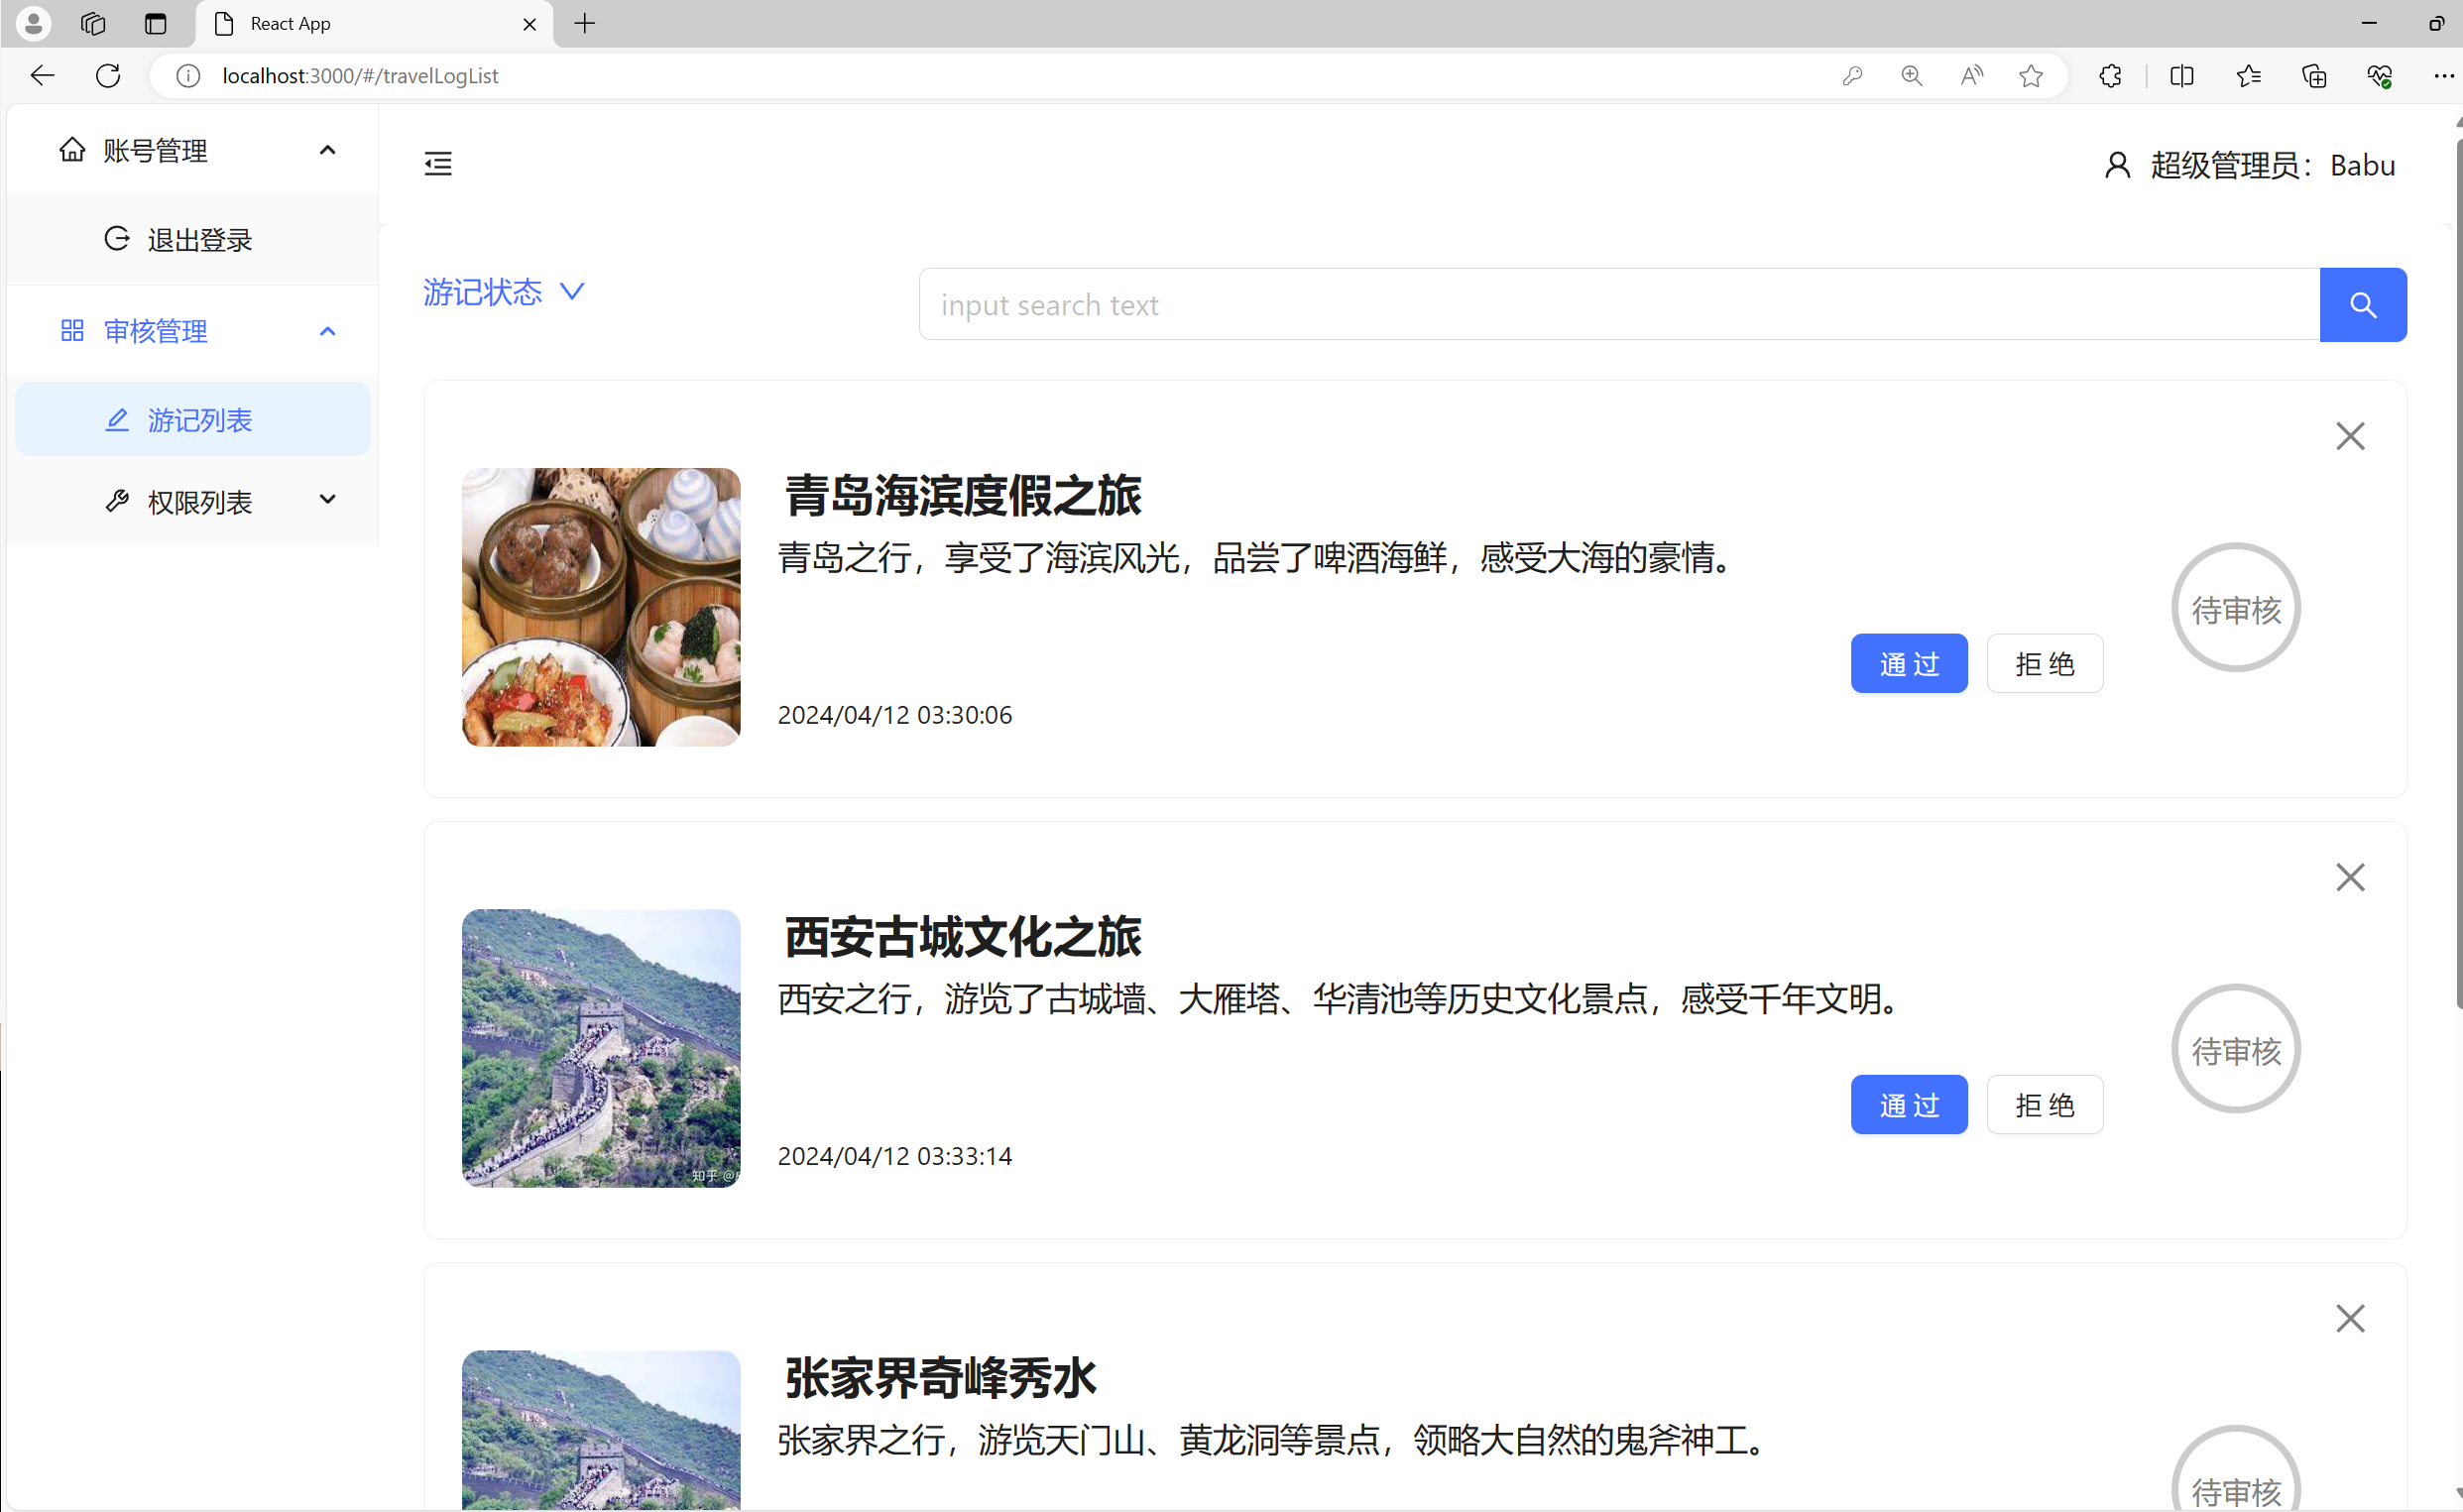 React App
localhost:3000/#/travelLogList
账号管理
超级管理员：Babu
退出登录
游记状态
input search text
审核管理
游记列表
权限列表
青岛海滨度假之旅
青岛之行，享受了海滨风光，品尝了啤酒海鲜，感受大海的豪情。
待审核
通过
拒绝
2024/04/12 03:30:06
西安古城文化之旅
西安之行，游览了古城墙、大雁塔、华清池等历史文化景点，感受千年文明。
待审核
通过
拒绝
2024/04/12 03:33:14
知乎 @
张家界奇峰秀水
张家界之行，游览天门山、黄龙洞等景点，领略大自然的鬼斧神工。
待审核